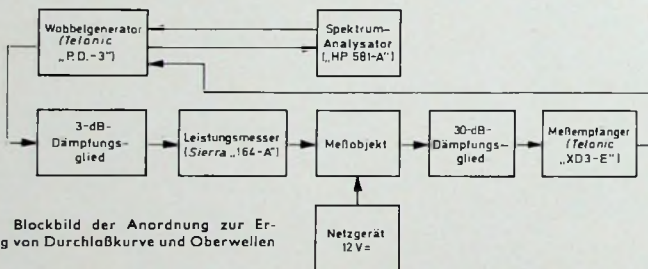 Wobbelgenerator
(Telonic
„P.D.-3")
Spektrum-
Analysator
(„HP 581-A")
3-dB-
Dämpfungs-
glied
Leistungsmesser
(Sierra „164-A")
Meßobjekt
30-dB-
Dämpfungs-
glied
Meßempfänger
(Telonic
„XD3-E")
Netzgerät
12 V=
Blockbild der Anordnung zur Er-
g von Durchlaßkurve und Oberwellen